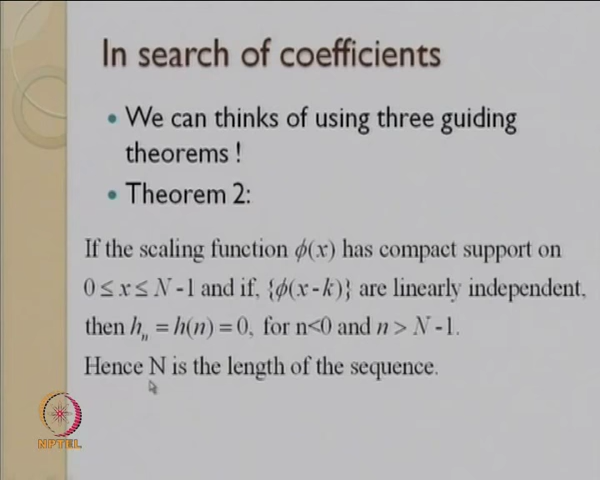 In search of coefficients
• We can thinks of using three guiding
theorems !
• Theorem 2:
If the scaling function ϕ(x) has compact support on
0 ≤ x ≤ N -1 and if, {ϕ(x-k)} are linearly independent,
then hₙ = h(n) = 0, for n<0 and n > N -1.
Hence N is the length of the sequence.
NPTEL